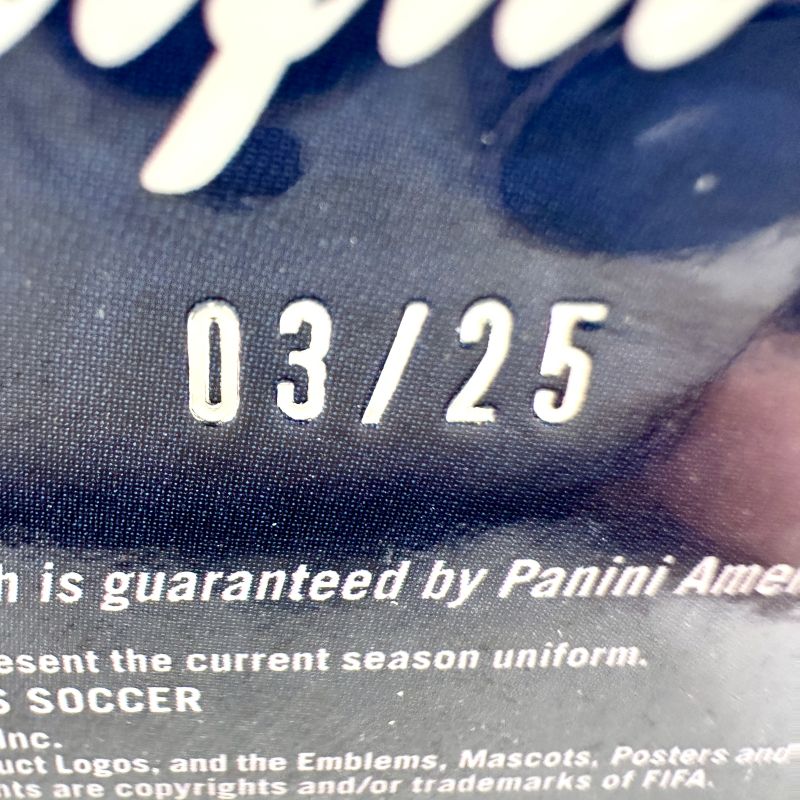 03/25
h is guaranteed by Panini Amer
esent the current season uniform.
S SOCCER
Inc.
uct Logos, and the Emblems, Mascots, Posters and
nts are copyrights and/or trademarks of FIFA.